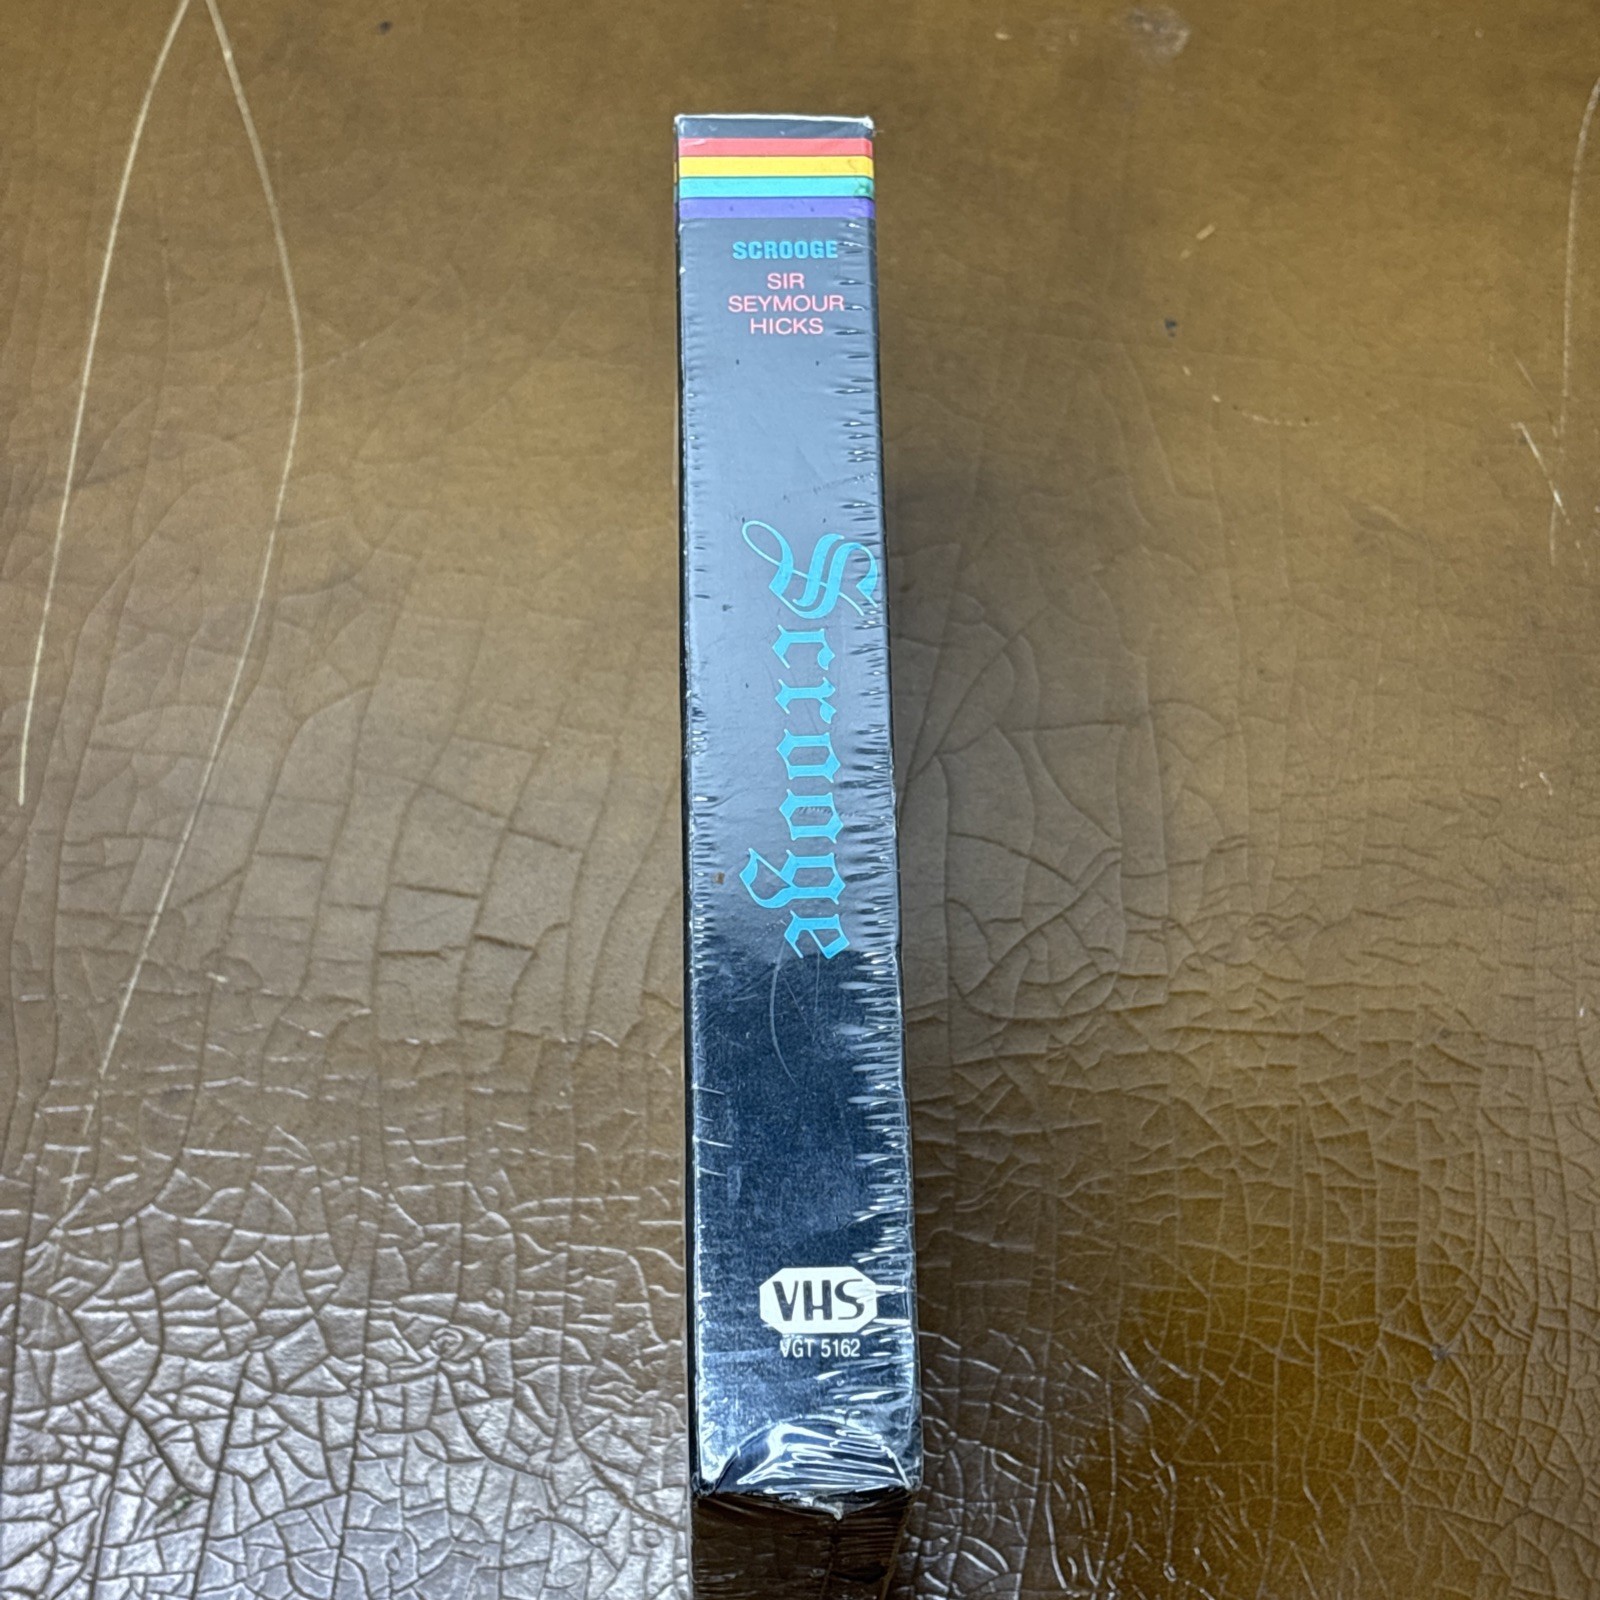 SCROOGE
SIR
SEYMOUR
HICKS
Scrooge
VHS
VGT 5162